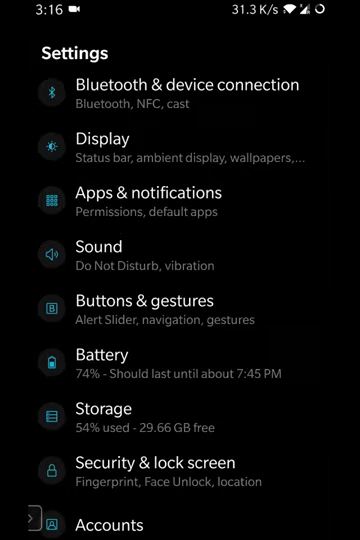 3:16 31.3 K/s
Settings
Bluetooth & device connection
Bluetooth, NFC, cast
Display
Status bar, ambient display, wallpapers,...
Apps & notifications
Permissions, default apps
Sound
Do Not Disturb, vibration
Buttons & gestures
Alert Slider, navigation, gestures
Battery
74% - Should last until about 7:45 PM
Storage
54% used - 29.66 GB free
Security & lock screen
Fingerprint, Face Unlock, location
Accounts